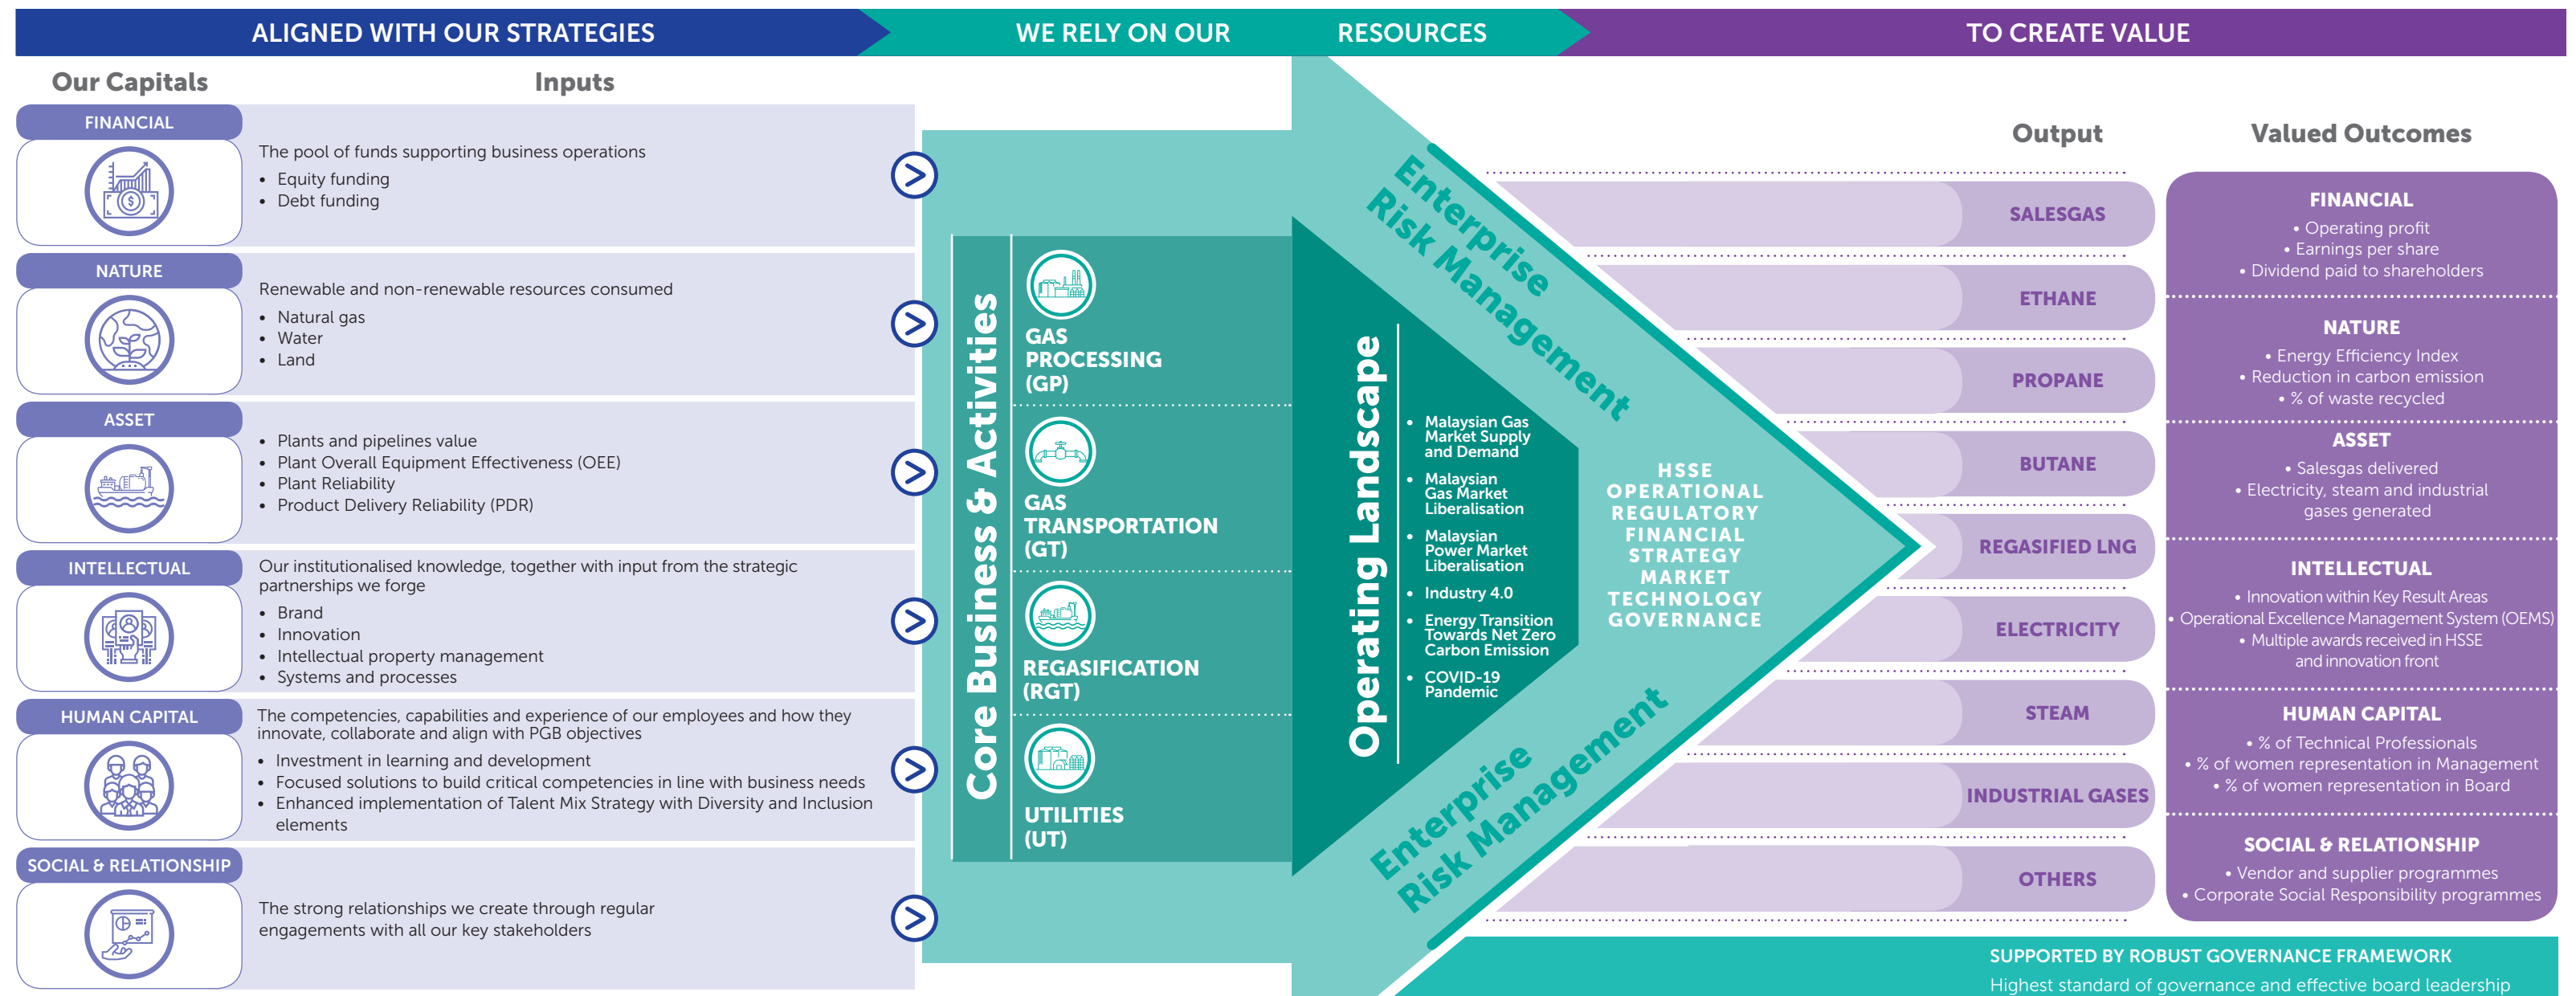 ALIGNED WITH OUR STRATEGIES
WE RELY ON OUR RESOURCES
TO CREATE VALUE
Our Capitals
Inputs
FINANCIAL
The pool of funds supporting business operations
• Equity funding
• Debt funding
NATURE
Renewable and non-renewable resources consumed
• Natural gas
• Water
• Land
ASSET
• Plants and pipelines value
• Plant Overall Equipment Effectiveness (OEE)
• Plant Reliability
• Product Delivery Reliability (PDR)
INTELLECTUAL
Our institutionalised knowledge, together with input from the strategic
partnerships we forge
• Brand
• Innovation
• Intellectual property management
• Systems and processes
HUMAN CAPITAL
The competencies, capabilities and experience of our employees and how they
innovate, collaborate and align with PGB objectives
• Investment in learning and development
• Focused solutions to build critical competencies in line with business needs
• Enhanced implementation of Talent Mix Strategy with Diversity and Inclusion
elements
SOCIAL & RELATIONSHIP
The strong relationships we create through regular
engagements with all our key stakeholders
Core Business & Activities
GAS
PROCESSING
(GP)
GAS
TRANSPORTATION
(GT)
REGASIFICATION
(RGT)
UTILITIES
(UT)
Operating Landscape
• Malaysian Gas
Market Supply
and Demand
• Malaysian
Gas Market
Liberalisation
• Malaysian
Power Market
Liberalisation
• Industry 4.0
• Energy Transition
Towards Net Zero
Carbon Emission
• COVID-19
Pandemic
Enterprise
Risk Management
HSSE
OPERATIONAL
REGULATORY
FINANCIAL
STRATEGY
MARKET
TECHNOLOGY
GOVERNANCE
Enterprise
Risk Management
Output
SALESGAS
ETHANE
PROPANE
BUTANE
REGASIFIED LNG
ELECTRICITY
STEAM
INDUSTRIAL GASES
OTHERS
Valued Outcomes
FINANCIAL
• Operating profit
• Earnings per share
• Dividend paid to shareholders
NATURE
• Energy Efficiency Index
• Reduction in carbon emission
• % of waste recycled
ASSET
• Salesgas delivered
• Electricity, steam and industrial
gases generated
INTELLECTUAL
• Innovation within Key Result Areas
• Operational Excellence Management System (OEMS)
• Multiple awards received in HSSE
and innovation front
HUMAN CAPITAL
• % of Technical Professionals
• % of women representation in Management
• % of women representation in Board
SOCIAL & RELATIONSHIP
• Vendor and supplier programmes
• Corporate Social Responsibility programmes
SUPPORTED BY ROBUST GOVERNANCE FRAMEWORK
Highest standard of governance and effective board leadership